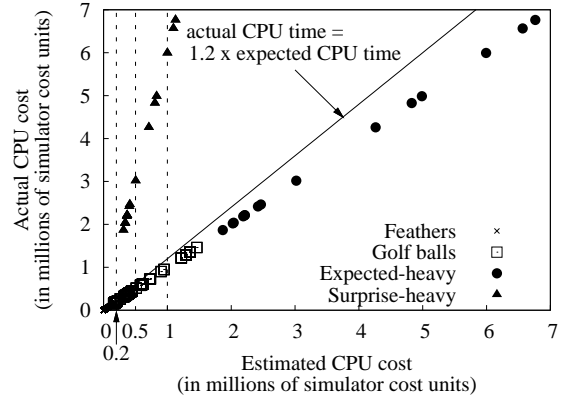 Actual CPU cost
(in millions of simulator cost units)
7
6
5
4
3
2
1
0
actual CPU time =
1.2 x expected CPU time
Feathers
Golf balls
Expected-heavy
Surprise-heavy
0 0.5 1 2 3 4 5 6 7
0.2
Estimated CPU cost
(in millions of simulator cost units)